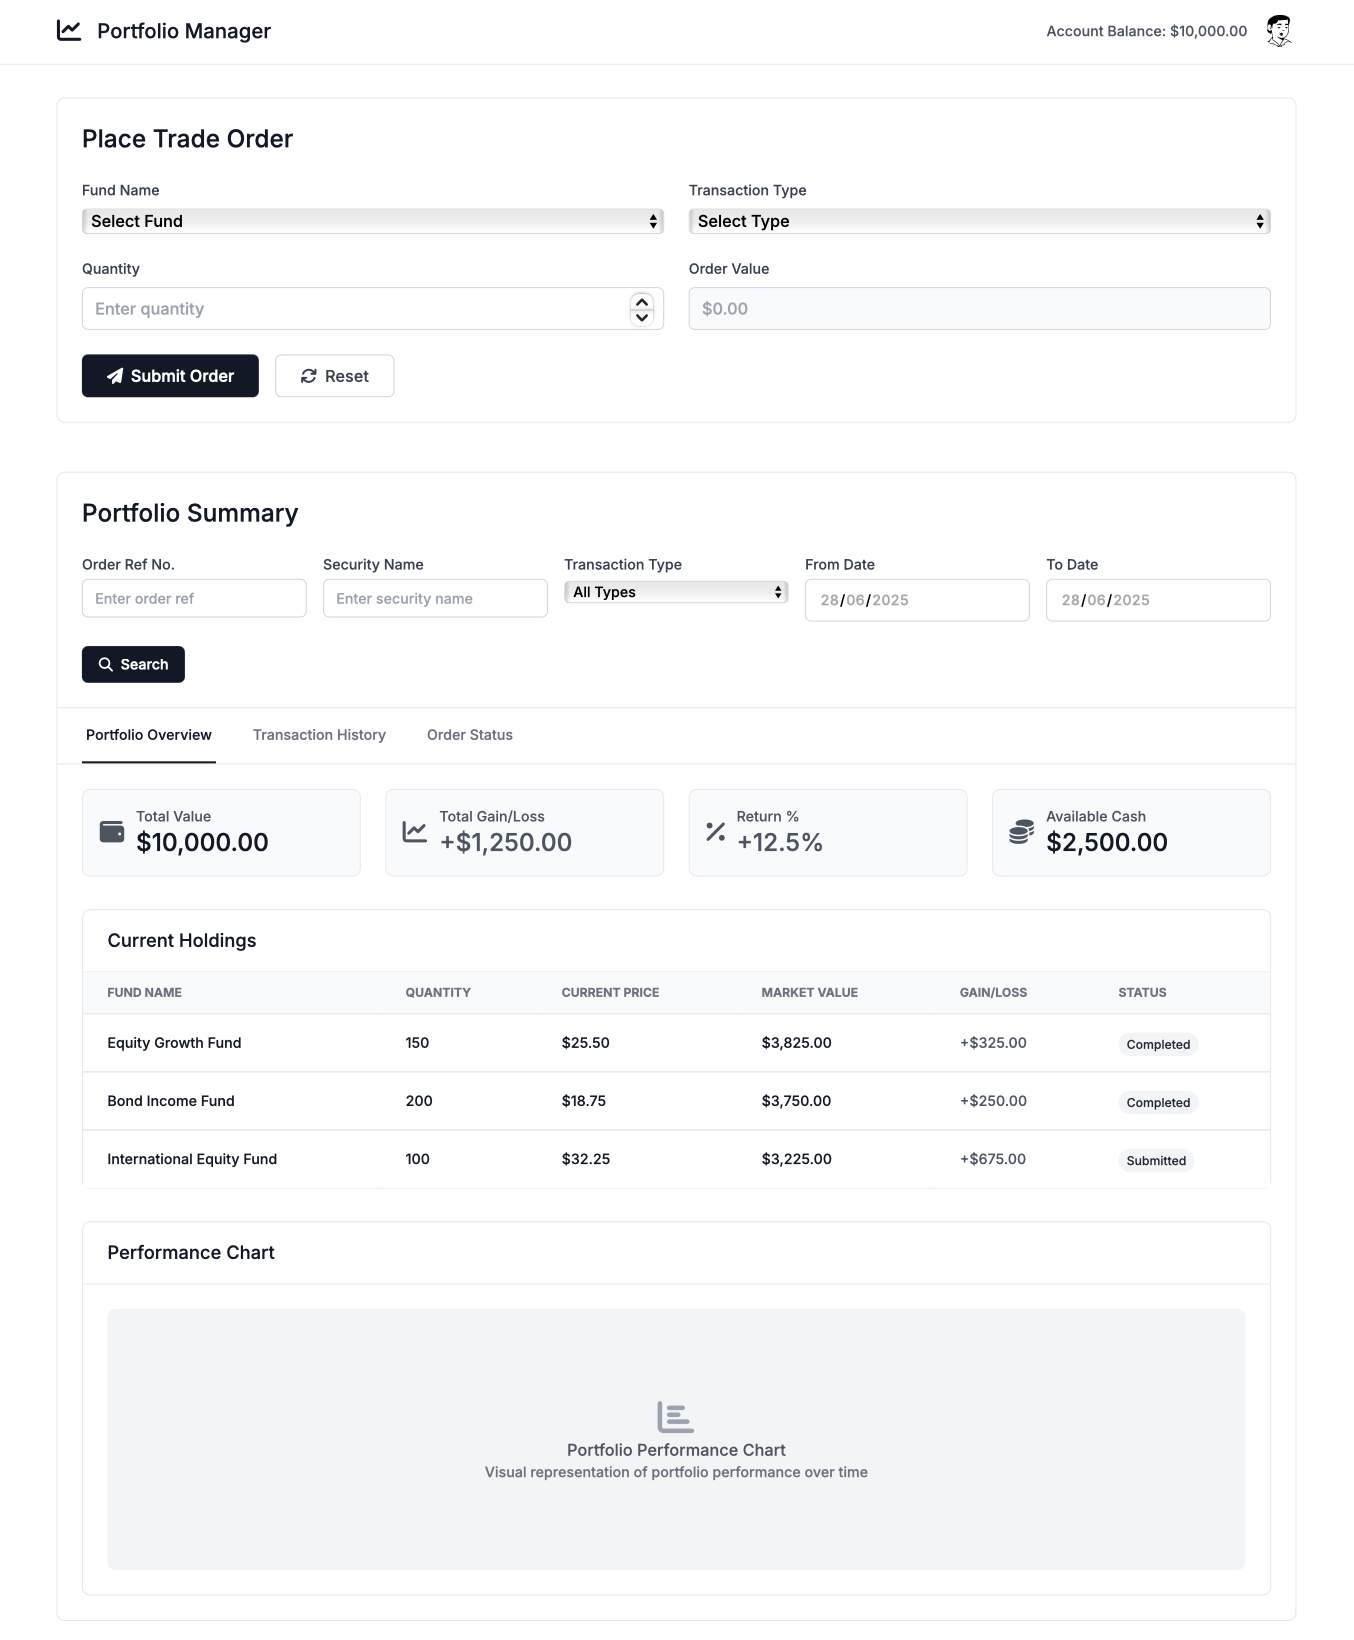 Portfolio Manager
Account Balance: $10,000.00
Place Trade Order
Fund Name
Transaction Type
Select Fund
Select Type
Quantity
Order Value
Enter quantity
$0.00
Submit Order
Reset
Portfolio Summary
Order Ref No.
Security Name
Transaction Type
From Date
To Date
Enter order ref
Enter security name
All Types
28/06/2025
28/06/2025
Search
Portfolio Overview
Transaction History
Order Status
Total Value
$10,000.00
Total Gain/Loss
+$1,250.00
Return %
+12.5%
Available Cash
$2,500.00
Current Holdings
FUND NAME QUANTITY CURRENT PRICE MARKET VALUE GAIN/LOSS STATUS
Equity Growth Fund 150 $25.50 $3,825.00 +$325.00 Completed
Bond Income Fund 200 $18.75 $3,750.00 +$250.00 Completed
International Equity Fund 100 $32.25 $3,225.00 +$675.00 Submitted
Performance Chart
Portfolio Performance Chart
Visual representation of portfolio performance over time